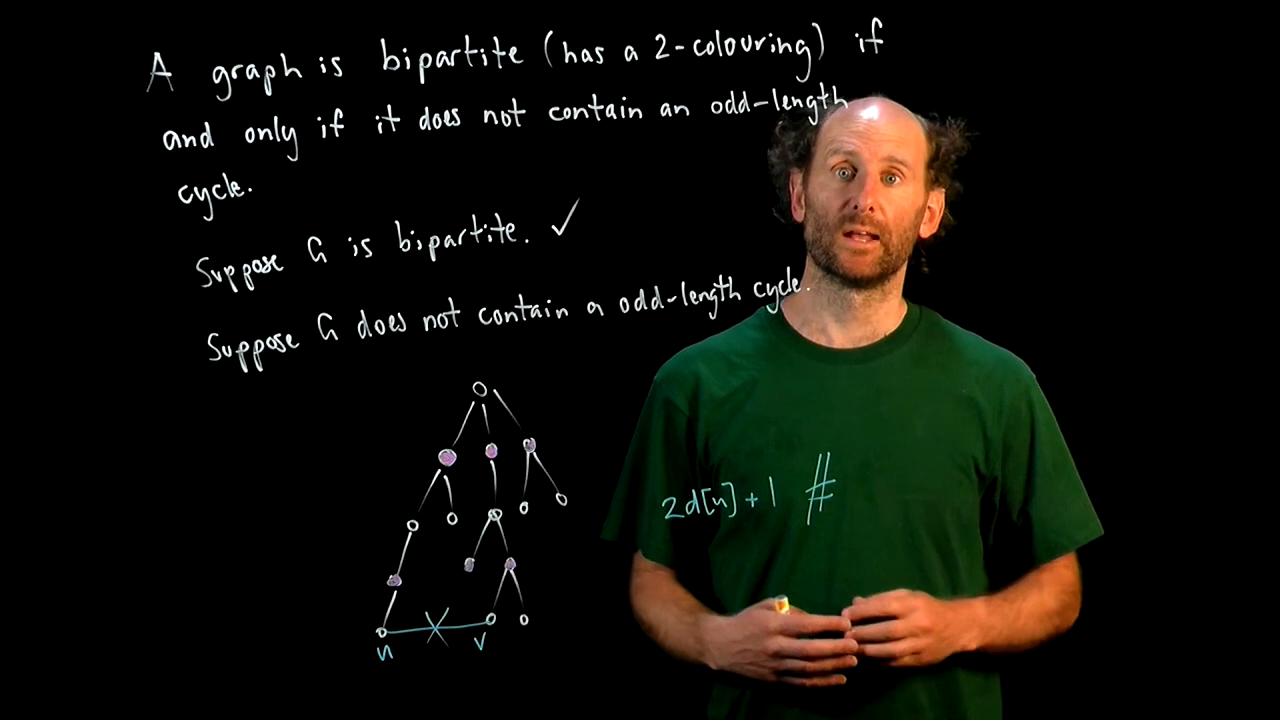 A graph is bipartite (has a 2-colouring) if
and only if it does not contain an odd-length
cycle.
Suppose G is bipartite. ✓
Suppose G does not contain a odd-length cycle.
2d[u]+1 #
u v